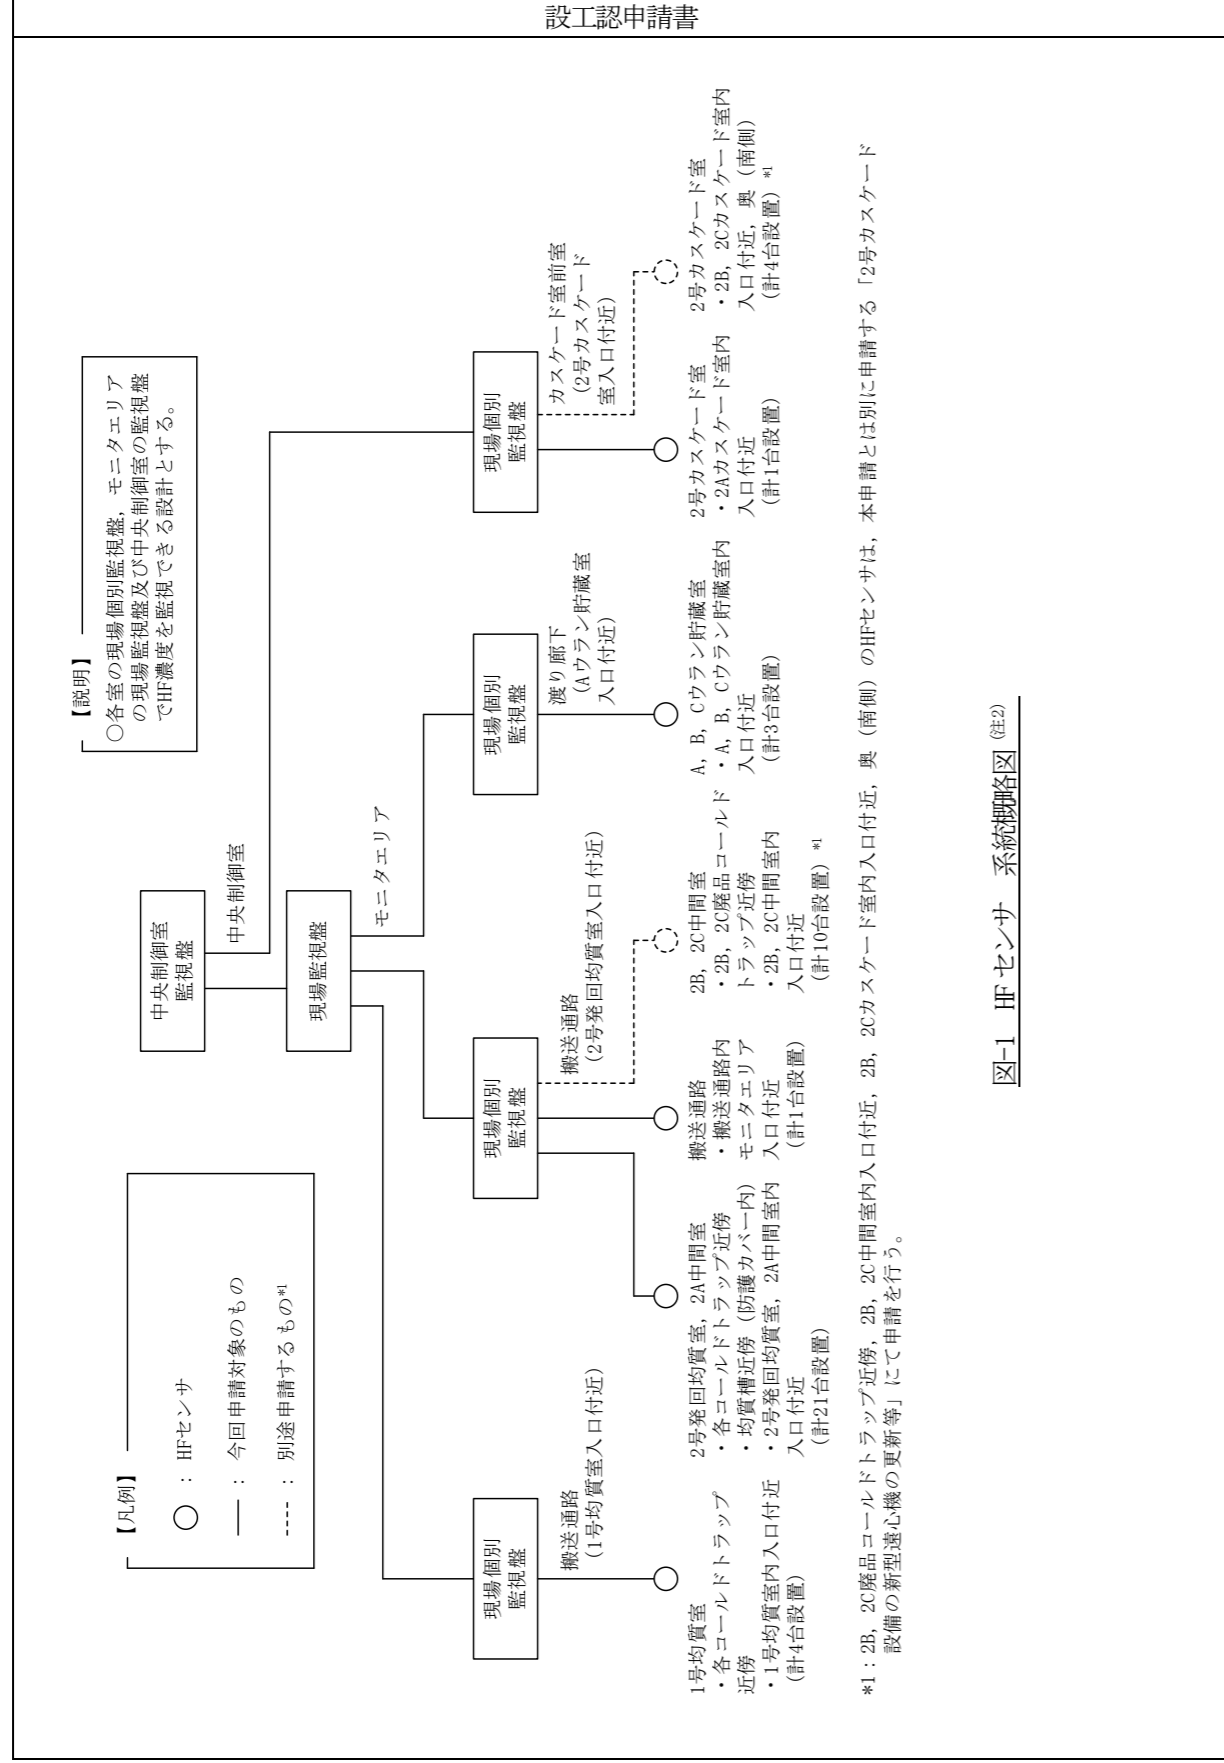 設工認申請書
【凡例】
○ : HFセンサ
― : 今回申請対象のもの
---- : 別途申請するもの*1
【説明】
○各室の現場個別監視盤, モニタエリア
の現場監視盤及び中央制御室の監視盤
でHF濃度を監視できる設計とする。
中央制御室
監視盤
中央制御室
現場監視盤
モニタエリア
現場個別
監視盤
搬送通路
(1号均質室入口付近)
現場個別
監視盤
搬送通路
(2号発回均質室入口付近)
現場個別
監視盤
渡り廊下
(Aウラン貯蔵室
入口付近)
現場個別
監視盤
カスケード室前室
(2号カスケード
室入口付近)
1号均質室
・各コールドトラップ
近傍
・1号均質室内入口付近
(計4台設置)
2号発回均質室, 2A中間室
・各コールドトラップ近傍
・均質槽近傍 (防護カバー内)
・2号発回均質室, 2A中間室内
入口付近
(計21台設置)
搬送通路
・搬送通路内
モニタエリア
入口付近
(計1台設置)
2B, 2C中間室
・2B, 2C廃品コールド
トラップ近傍
・2B, 2C中間室内
入口付近
(計10台設置) *1
A, B, Cウラン貯蔵室
・A, B, Cウラン貯蔵室内
入口付近
(計3台設置)
2号カスケード室
・2Aカスケード室内
入口付近
(計1台設置)
2号カスケード室
・2B, 2Cカスケード室内
入口付近, 奥 (南側)
(計4台設置) *1
*1:2B, 2C廃品コールドトラップ近傍, 2B, 2C中間室内入口付近, 2B, 2Cカスケード室内入口付近, 奥 (南側) のHFセンサは, 本申請とは別に申請する「2号カスケード
設備の新型遠心機の更新等」にて申請を行う。
図-1 HF センサ 系統概略図 (注2)